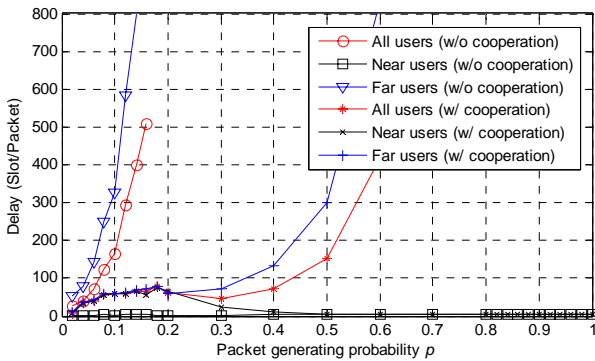 800
700
600
500
400
300
200
100
0
Delay (Slot/Packet)
All users (w/o cooperation)
Near users (w/o cooperation)
Far users (w/o cooperation)
All users (w/ cooperation)
Near users (w/ cooperation)
Far users (w/ cooperation)
0 0.1 0.2 0.3 0.4 0.5 0.6 0.7 0.8 0.9 1
Packet generating probability p